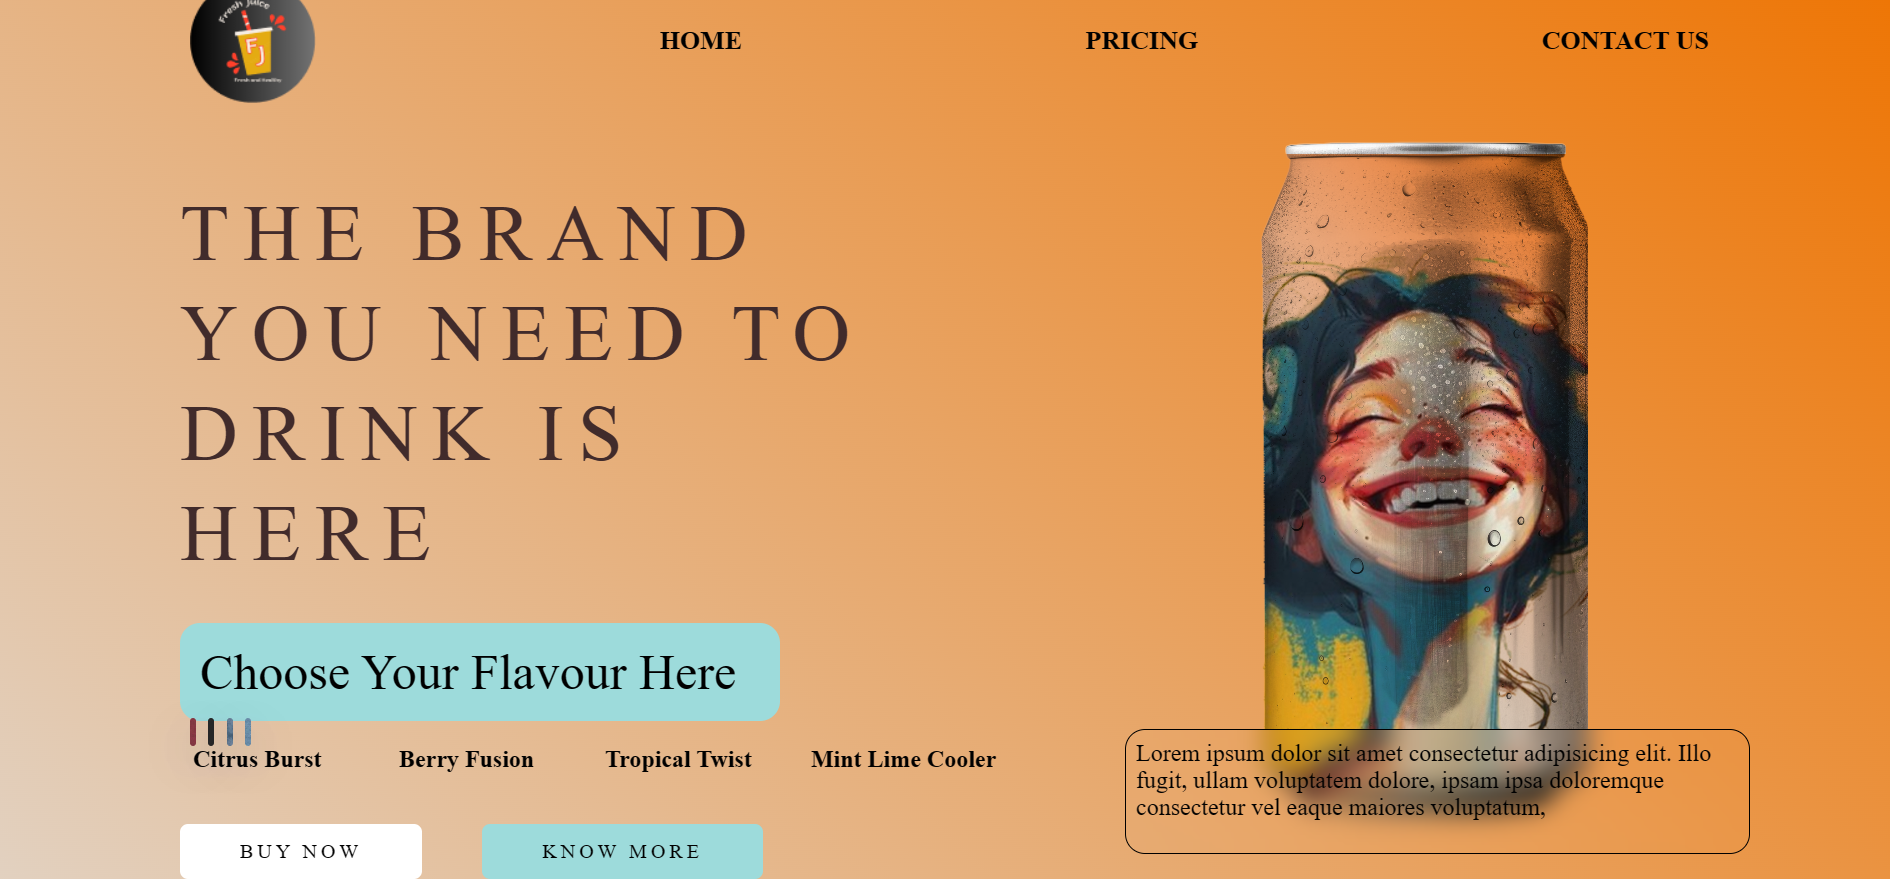 Fresh Juice
FJ
Fresh and Healthy
HOME PRICING CONTACT US
THE BRAND
YOU NEED TO
DRINK IS
HERE
Choose Your Flavour Here
Citrus Burst Berry Fusion Tropical Twist Mint Lime Cooler
BUY NOW KNOW MORE
Lorem ipsum dolor sit amet consectetur adipisicing elit. Illo
fugit, ullam voluptatem dolore, ipsam ipsa doloremque
consectetur vel eaque maiores voluptatum,